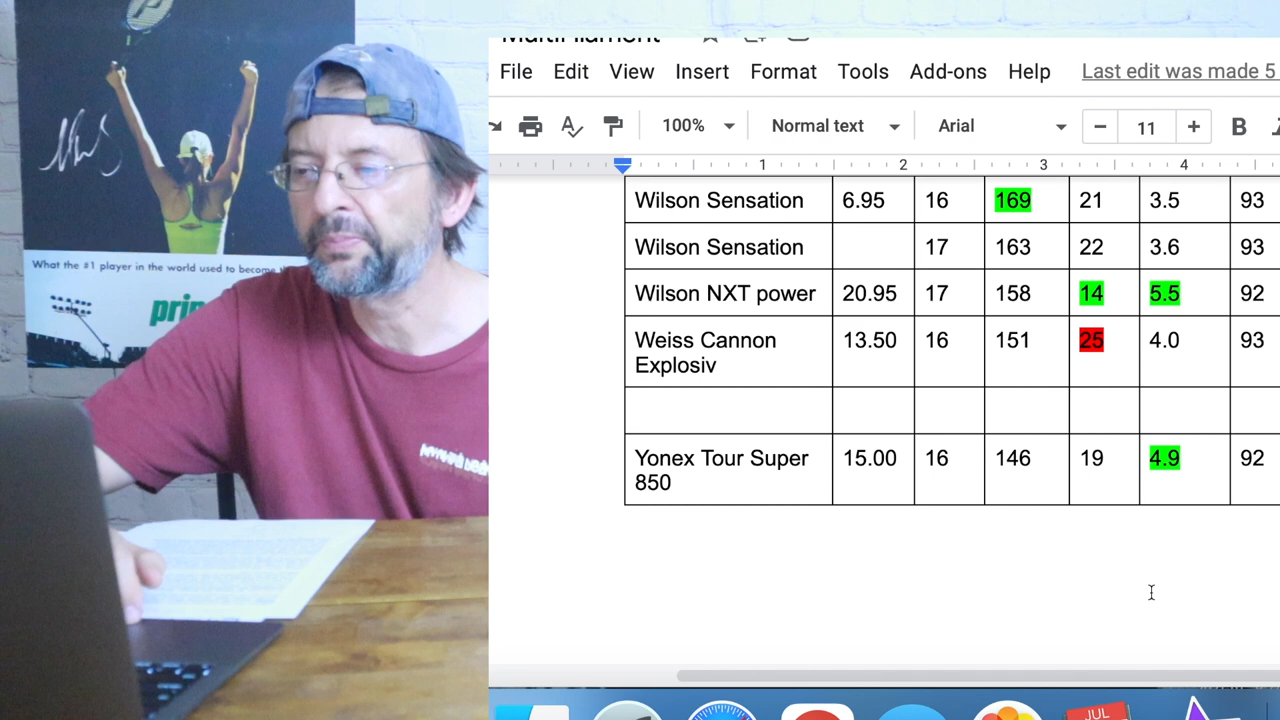 What the #1 player in the world used to become
prin
File Edit View Insert Format Tools Add-ons Help Last edit was made 5
100% Normal text Arial 11 B
1 2 3 4
Wilson Sensation 6.95 16 169 21 3.5 93
Wilson Sensation 17 163 22 3.6 93
Wilson NXT power 20.95 17 158 14 5.5 92
Weiss Cannon 13.50 16 151 25 4.0 93
Explosiv
Yonex Tour Super 15.00 16 146 19 4.9 92
850
JUL